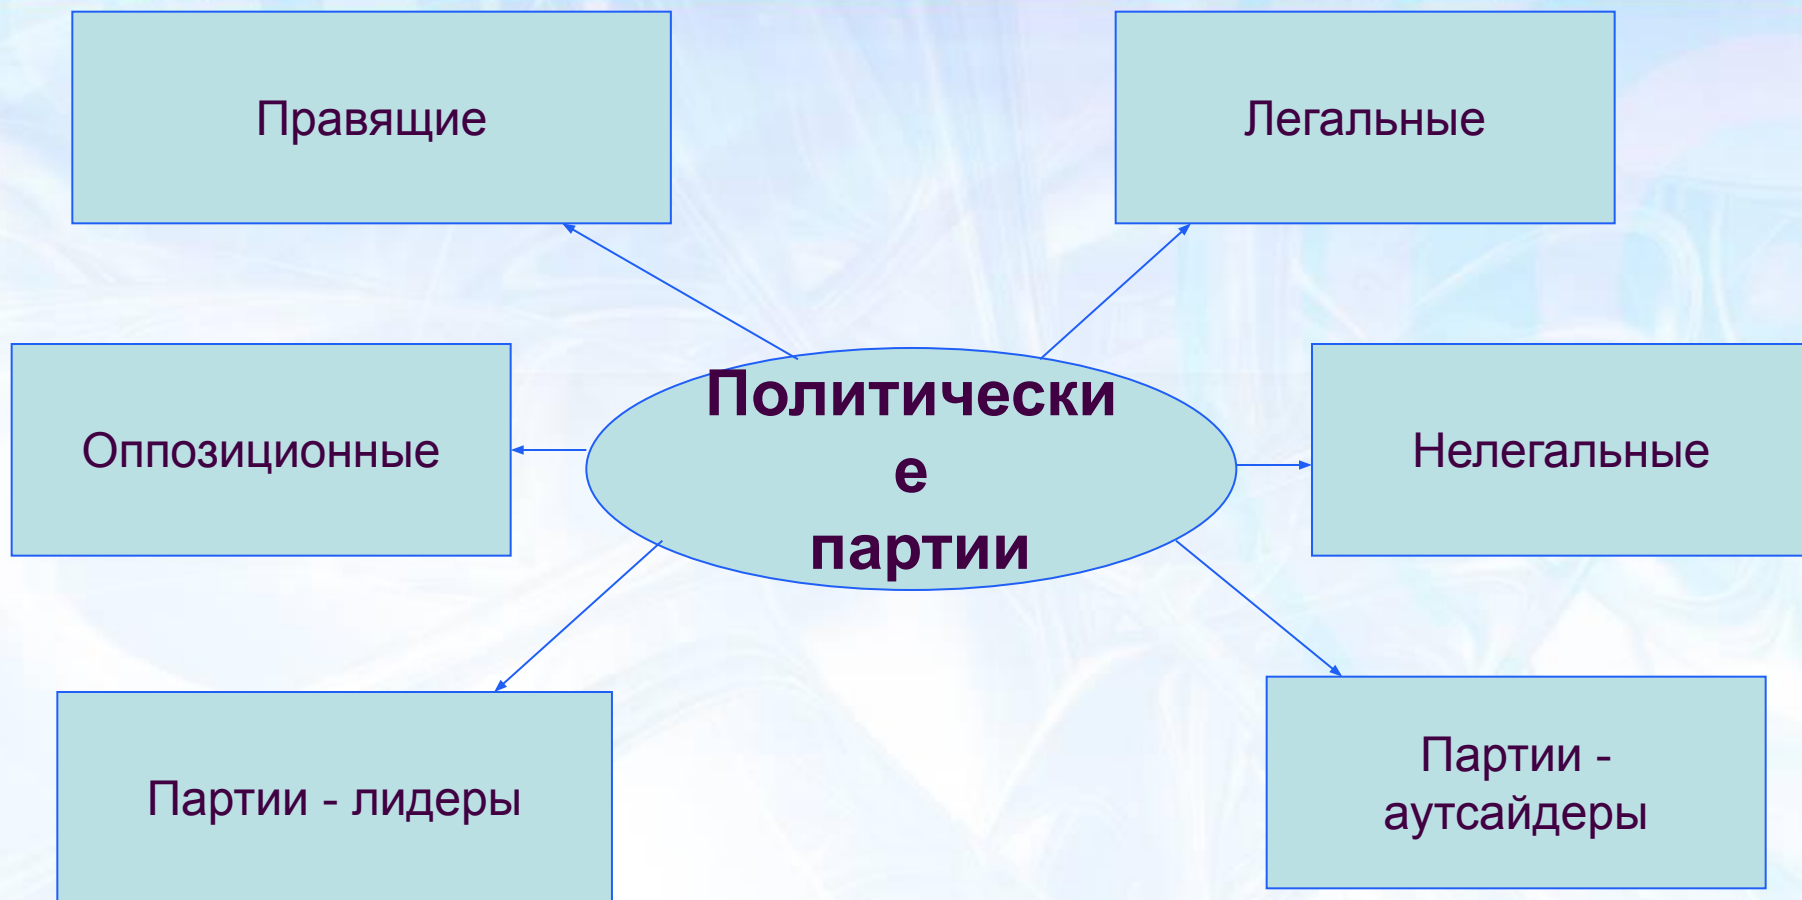 Правящие
Легальные
Политически
е
партии
Оппозиционные
Нелегальные
Партии - лидеры
Партии -
аутсайдеры